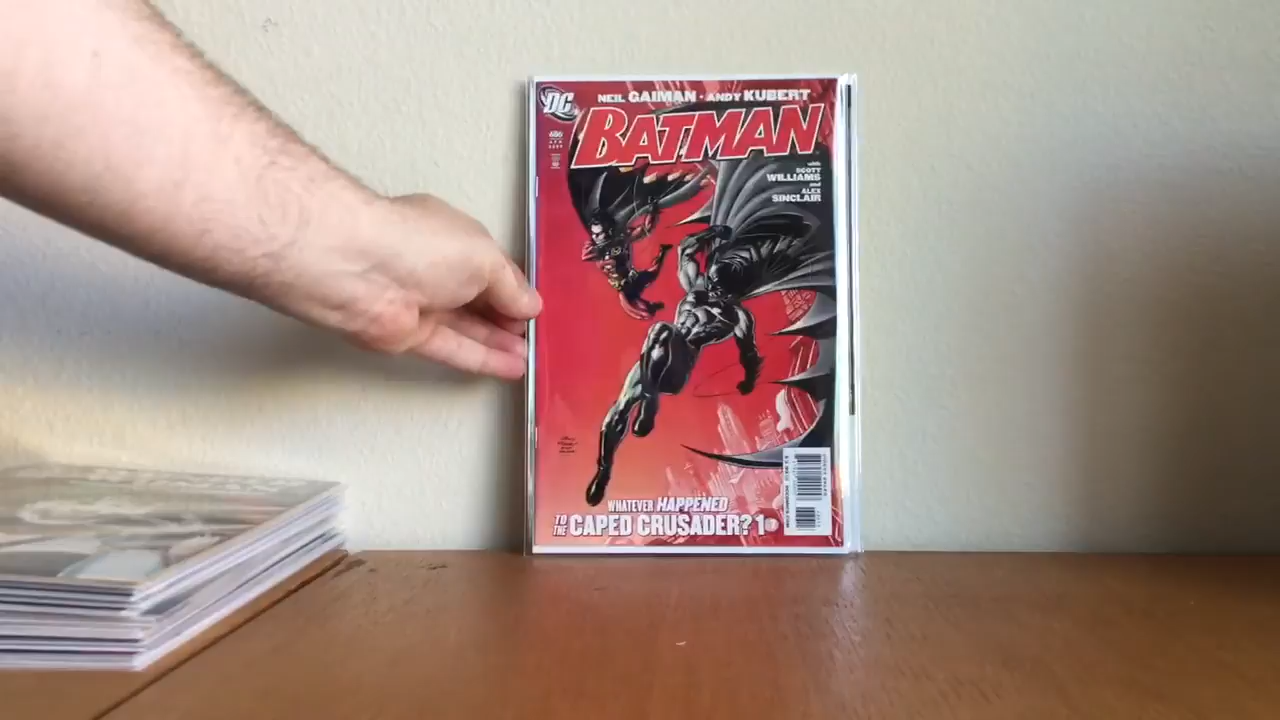 DC
NEIL GAIMAN · ANDY KUBERT
BATMAN
686
with
SCOTT
WILLIAMS
and
ALEX
SINCLAIR
WHATEVER HAPPENED
TO THE CAPED CRUSADER? 1